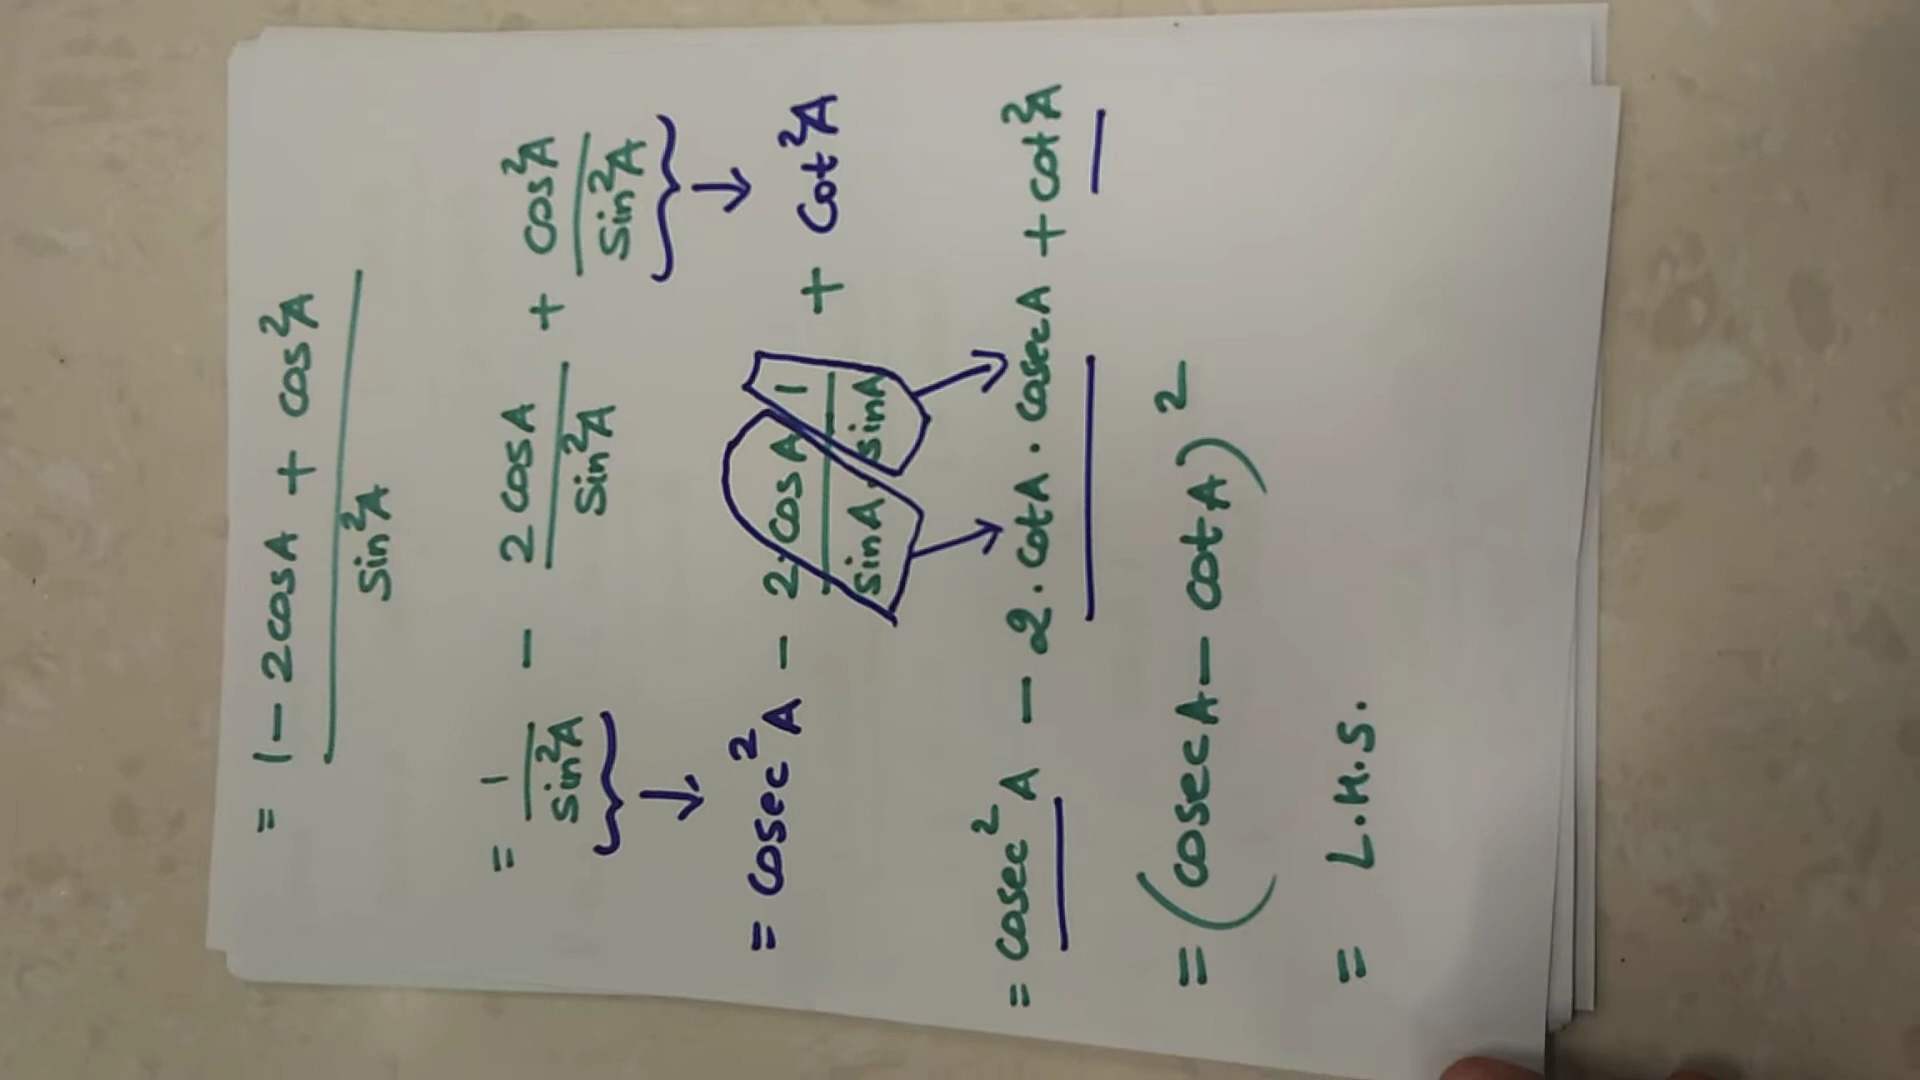 = 1 - 2cosA + cos²A
sin²A
= 1/sin²A - 2cosA/sin²A + cos²A/sin²A
= cosec²A - 2·cosA·1/sinA·sinA + cot²A
= cosec²A - 2·cotA·cosecA + cot²A
= (cosecA - cotA)²
= L.H.S.